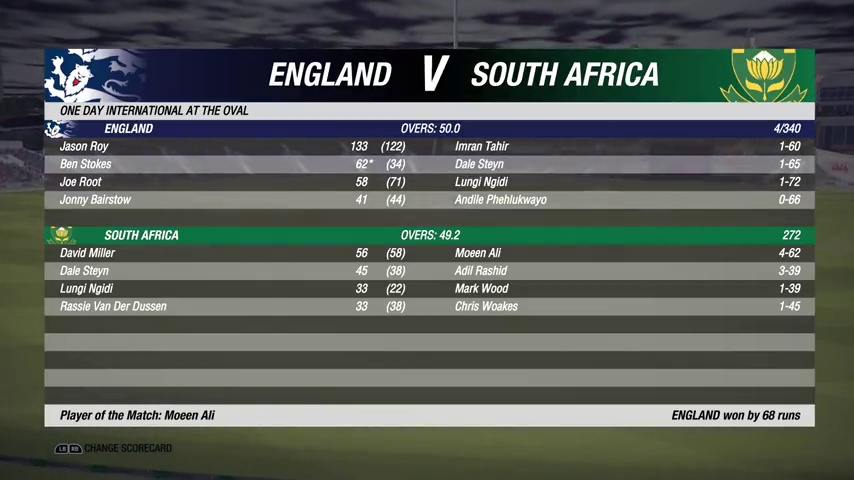 ENGLAND V SOUTH AFRICA
ONE DAY INTERNATIONAL AT THE OVAL
ENGLAND OVERS: 50.0 4/340
Jason Roy 133 (122) Imran Tahir 1-60
Ben Stokes 62* (34) Dale Steyn 1-65
Joe Root 58 (71) Lungi Ngidi 1-72
Jonny Bairstow 41 (44) Andile Phehlukwayo 0-66
SOUTH AFRICA OVERS: 49.2 272
David Miller 56 (58) Moeen Ali 4-62
Dale Steyn 45 (38) Adil Rashid 3-39
Lungi Ngidi 33 (22) Mark Wood 1-39
Rassie Van Der Dussen 33 (38) Chris Woakes 1-45
Player of the Match: Moeen Ali ENGLAND won by 68 runs
LB RB CHANGE SCORECARD